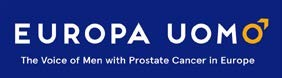 EUROPA UOMO
The Voice of Men with Prostate Cancer in Europe